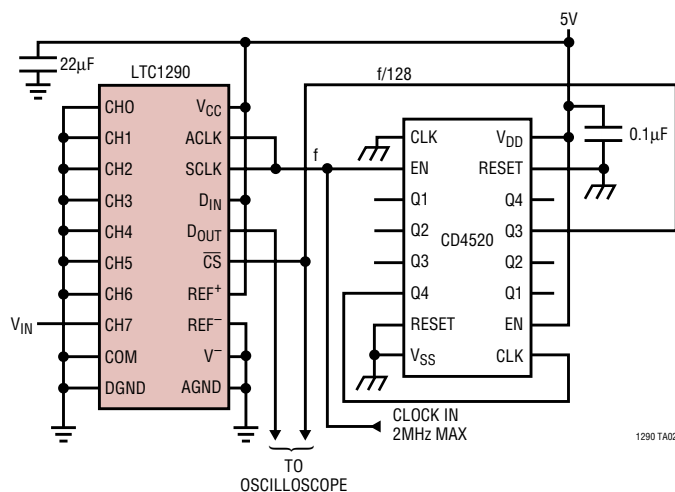 5V
22µF
LTC1290
f/128
CH0
CH1
CH2
CH3
CH4
CH5
CH6
CH7
COM
DGND
VCC
ACLK
SCLK
DIN
DOUT
CS
REF+
REF–
V–
AGND
VIN
f
CLK
EN
Q1
Q2
Q3
Q4
RESET
VSS
CD4520
VDD
RESET
Q4
Q3
Q2
Q1
EN
CLK
0.1µF
CLOCK IN
2MHz MAX
TO
OSCILLOSCOPE
1290 TA02